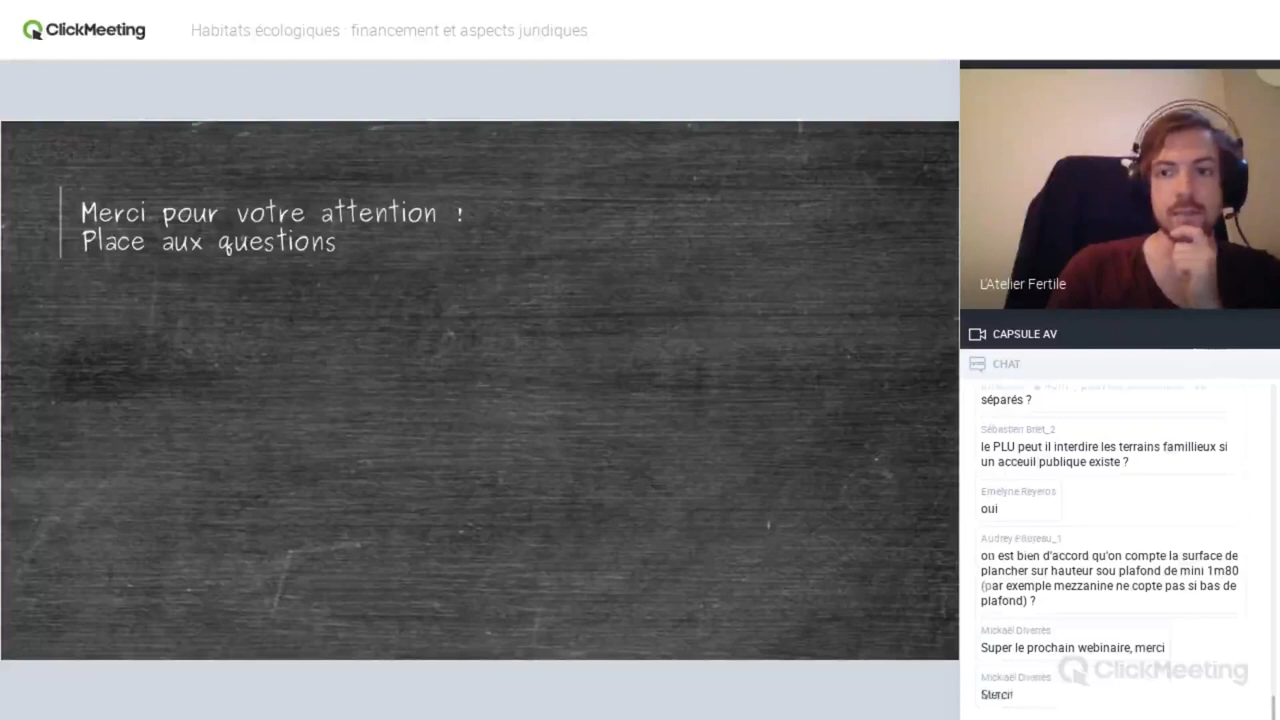 ClickMeeting
Habitats écologiques : financement et aspects juridiques
Merci pour votre attention !
Place aux questions
L'Atelier Fertile
CAPSULE AV
CHAT
séparés ?
Sébastien Briet_2
le PLU peut il interdire les terrains famillieux si
un acceuil publique existe ?
Emelyne Reyeros
oui
Audrey
on est bien d'accord qu'on compte la surface de
plancher sur hauteur sou plafond de mini 1m80
(par exemple mezzanine ne copte pas si bas de
plafond) ?
Mickaël Diverrès
Super le prochain webinaire, merci
ClickMeeting
Mickaël Diverrès